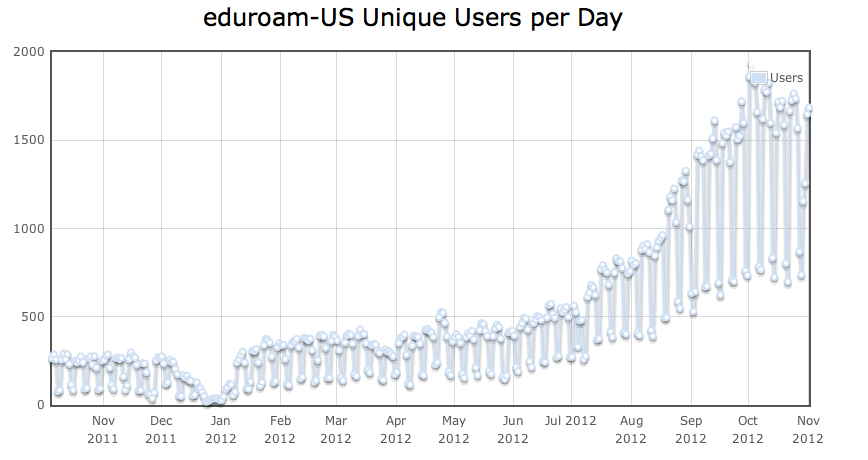 eduroam-US Unique Users per Day
2000
Users
1500
1000
500
0
Nov Dec Jan Feb Mar Apr May Jun Jul 2012 Aug Sep Oct Nov
2011 2011 2012 2012 2012 2012 2012 2012 2012 2012 2012 2012